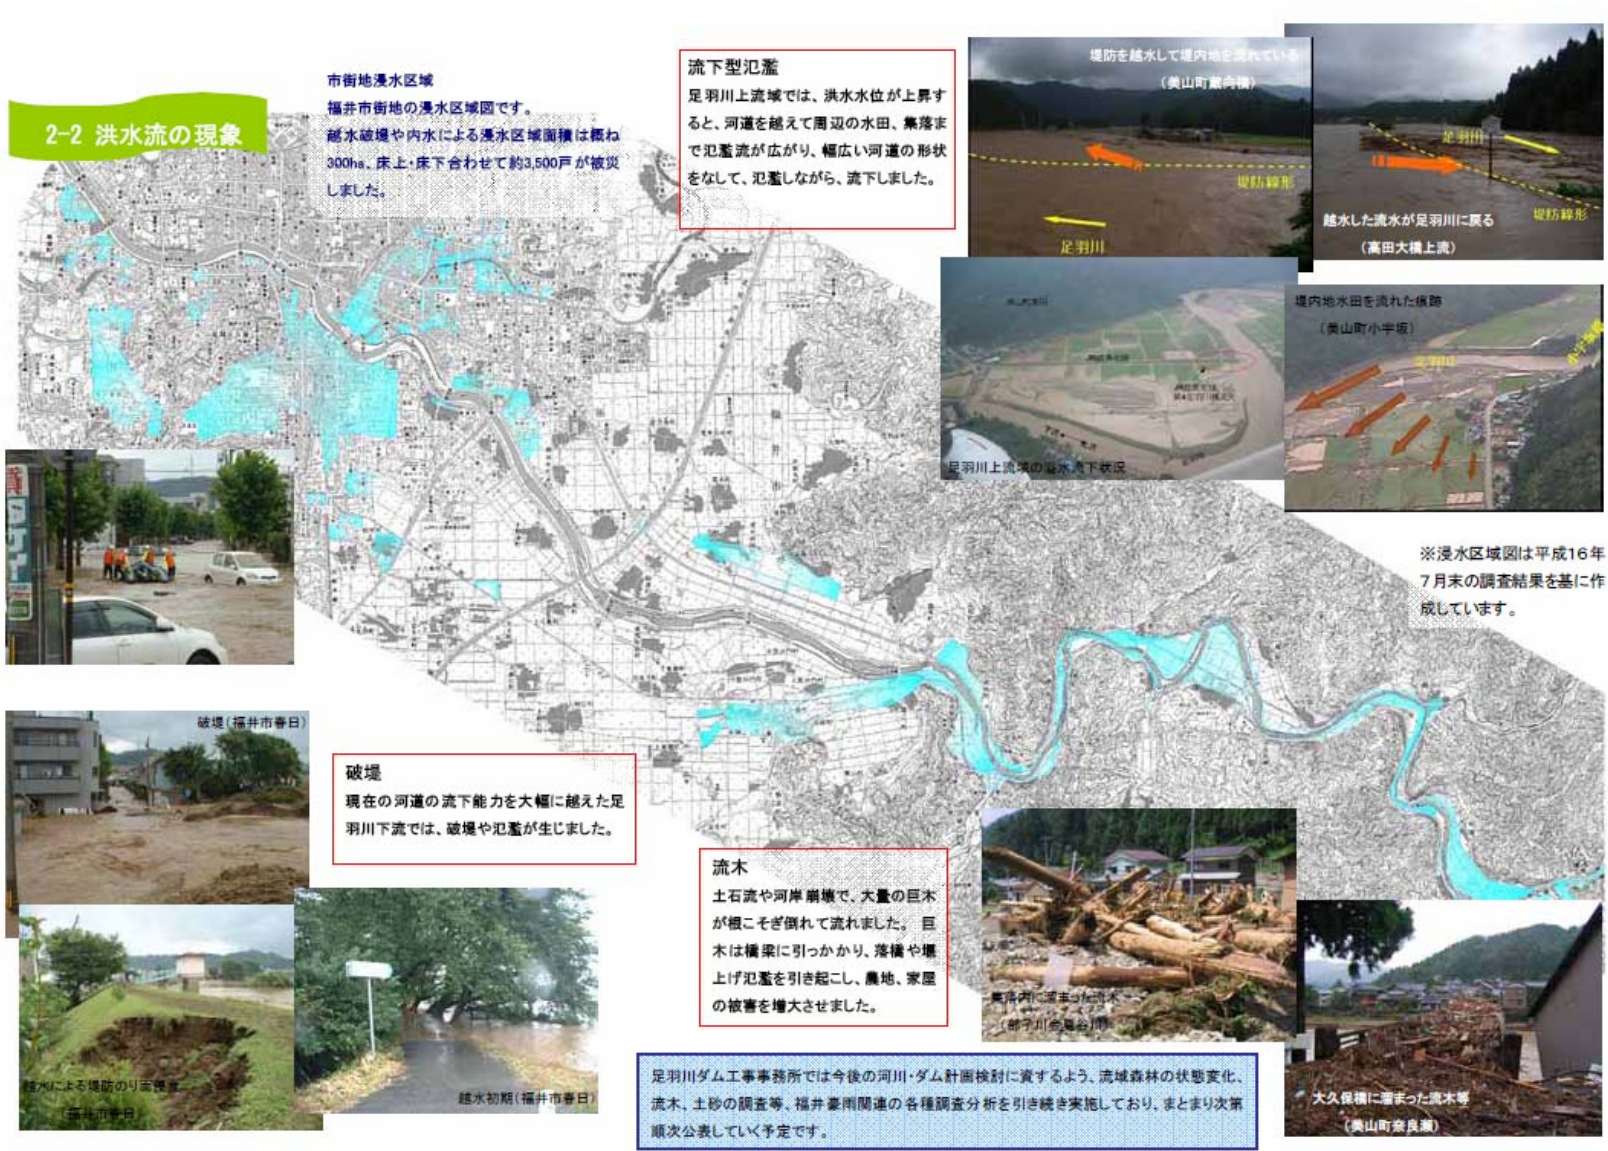 2-2 洪水流の現象
市街地浸水区域
福井市街地の浸水区域図です。
越水破堤や内水による浸水区域面積は概ね
300ha、床上・床下合わせて約3,500戸が被災
しました。
流下型氾濫
足羽川上流域では、洪水水位が上昇す
ると、河道を越えて周辺の水田、集落ま
で氾濫流が広がり、幅広い河道の形状
をなして、氾濫しながら、流下しました。
堤防を越水して堤内地を流れている
(美山町蔵向橋)
堤防線形
足羽川
足羽川
堤防線形
越水した流水が足羽川に戻る
(高田大橋上流)
足羽川上流域の溢水流下状況
堤内地水田を流れた痕跡
(美山町小宇坂)
足羽川
※浸水区域図は平成16年
7月末の調査結果を基に作
成しています。
破堤(福井市春日)
破堤
現在の河道の流下能力を大幅に越えた足
羽川下流では、破堤や氾濫が生じました。
越水による堤防のり面侵食
(福井市春日)
越水初期(福井市春日)
流木
土石流や河岸崩壊で、大量の巨木
が根こそぎ倒れて流れました。 巨
木は橋梁に引っかかり、落橋や堰
上げ氾濫を引き起こし、農地、家屋
の被害を増大させました。
集落内に溜まった流木
大久保橋に溜まった流木等
(美山町奈良瀬)
足羽川ダム工事事務所では今後の河川・ダム計画検討に資するよう、流域森林の状態変化、
流木、土砂の調査等、福井豪雨関連の各種調査分析を引き続き実施しており、まとまり次第
順次公表していく予定です。